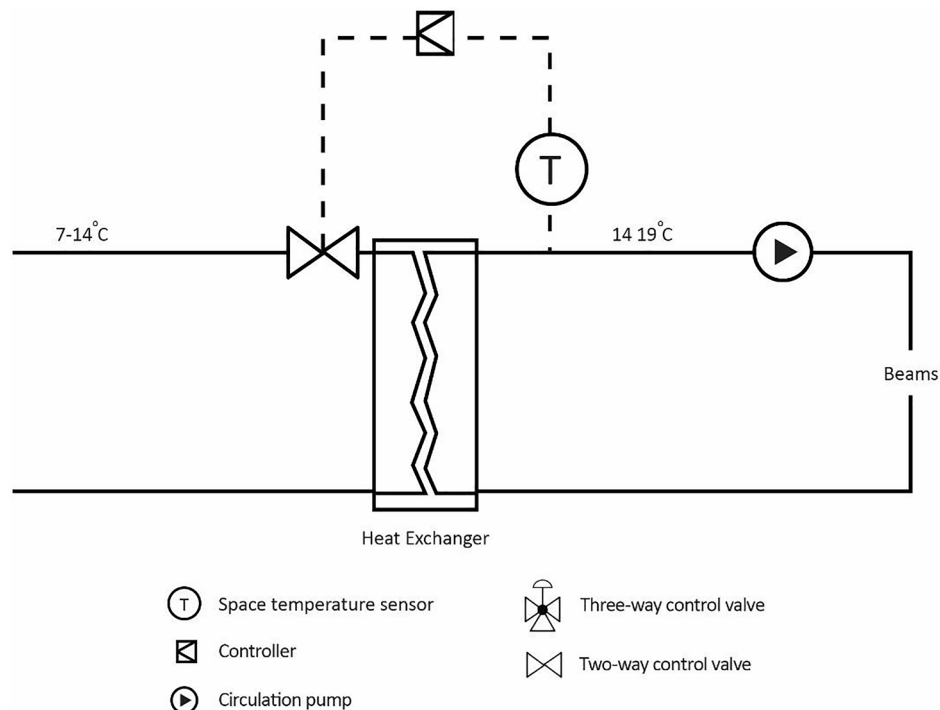 T
7-14°C
14 19°C
Beams
Heat Exchanger
T Space temperature sensor
Three-way control valve
Controller
Two-way control valve
Circulation pump